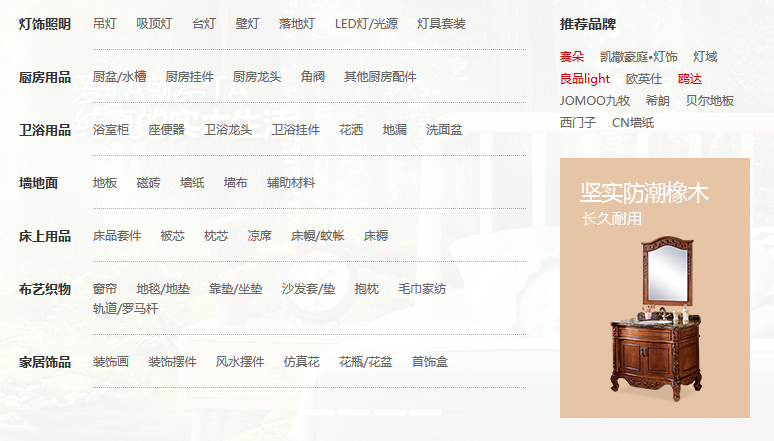 灯饰照明 吊灯 吸顶灯 台灯 壁灯 落地灯 LED灯/光源 灯具套装
厨房用品 厨盆/水槽 厨房挂件 厨房龙头 角阀 其他厨房配件
卫浴用品 浴室柜 座便器 卫浴龙头 卫浴挂件 花洒 地漏 洗面盆
墙地面 地板 磁砖 墙纸 墙布 辅助材料
床上用品 床品套件 被芯 枕芯 凉席 床幔/蚊帐 床褥
布艺织物 窗帘 地毯/地垫 靠垫/坐垫 沙发套/垫 抱枕 毛巾家纺
轨道/罗马杆
家居饰品 装饰画 装饰摆件 风水摆件 仿真花 花瓶/花盆 首饰盒
推荐品牌
赛朵 凯撒豪庭•灯饰 灯域
良品light 欧英仕 鸥达
JOMOO九牧 希朗 贝尔地板
西门子 CN墙纸
坚实防潮橡木
长久耐用